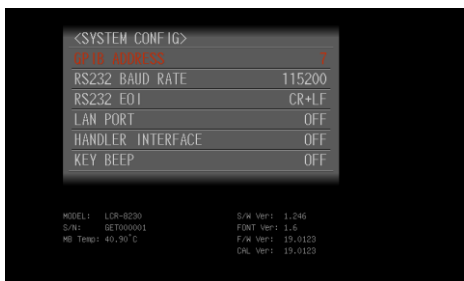 <SYSTEM CONFIG>
GPIB ADDRESS
RS232 BAUD RATE 115200
RS232 EOI CR+LF
LAN PORT OFF
HANDLER INTERFACE OFF
KEY BEEP OFF
MODEL: LCR-8230 S/W Ver: 1.246
S/N: GET000001 FONT Ver: 1.6
MB Temp: 40.90°C F/W Ver: 19.0123
CAL Ver: 19.0123